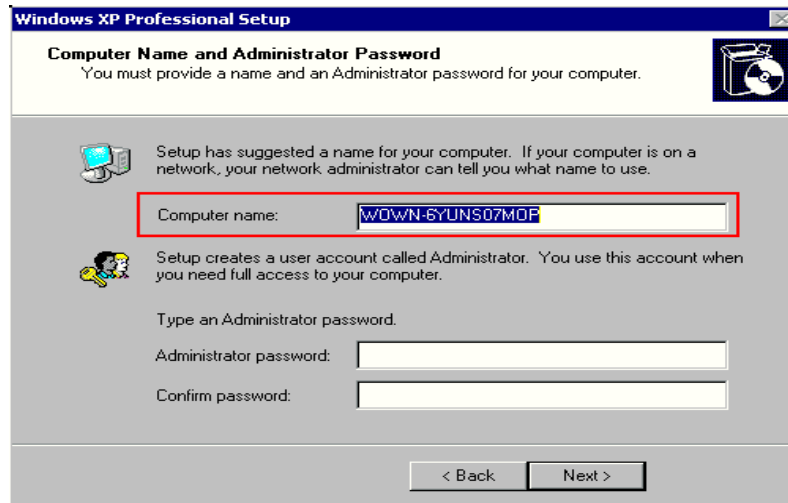 Windows XP Professional Setup
Computer Name and Administrator Password
You must provide a name and an Administrator password for your computer.
Setup has suggested a name for your computer. If your computer is on a
network, your network administrator can tell you what name to use.
Computer name: WOWN-6YUNS07MOP
Setup creates a user account called Administrator. You use this account when
you need full access to your computer.
Type an Administrator password.
Administrator password:
Confirm password:
< Back Next >